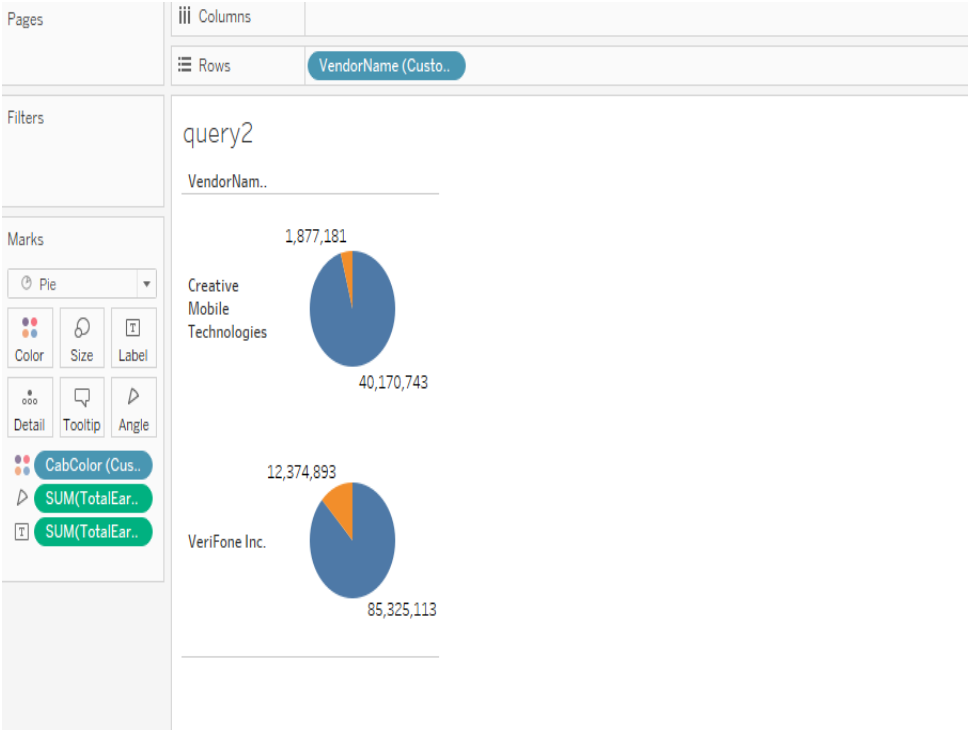 Pages
Columns
Rows
VendorName (Custo..
Filters
query2
VendorNam..
Marks
Pie
Color
Size
T
Label
Detail
Tooltip
Angle
CabColor (Cus..
SUM(TotalEar..
T
SUM(TotalEar..
1,877,181
Creative
Mobile
Technologies
40,170,743
12,374,893
VeriFone Inc.
85,325,113